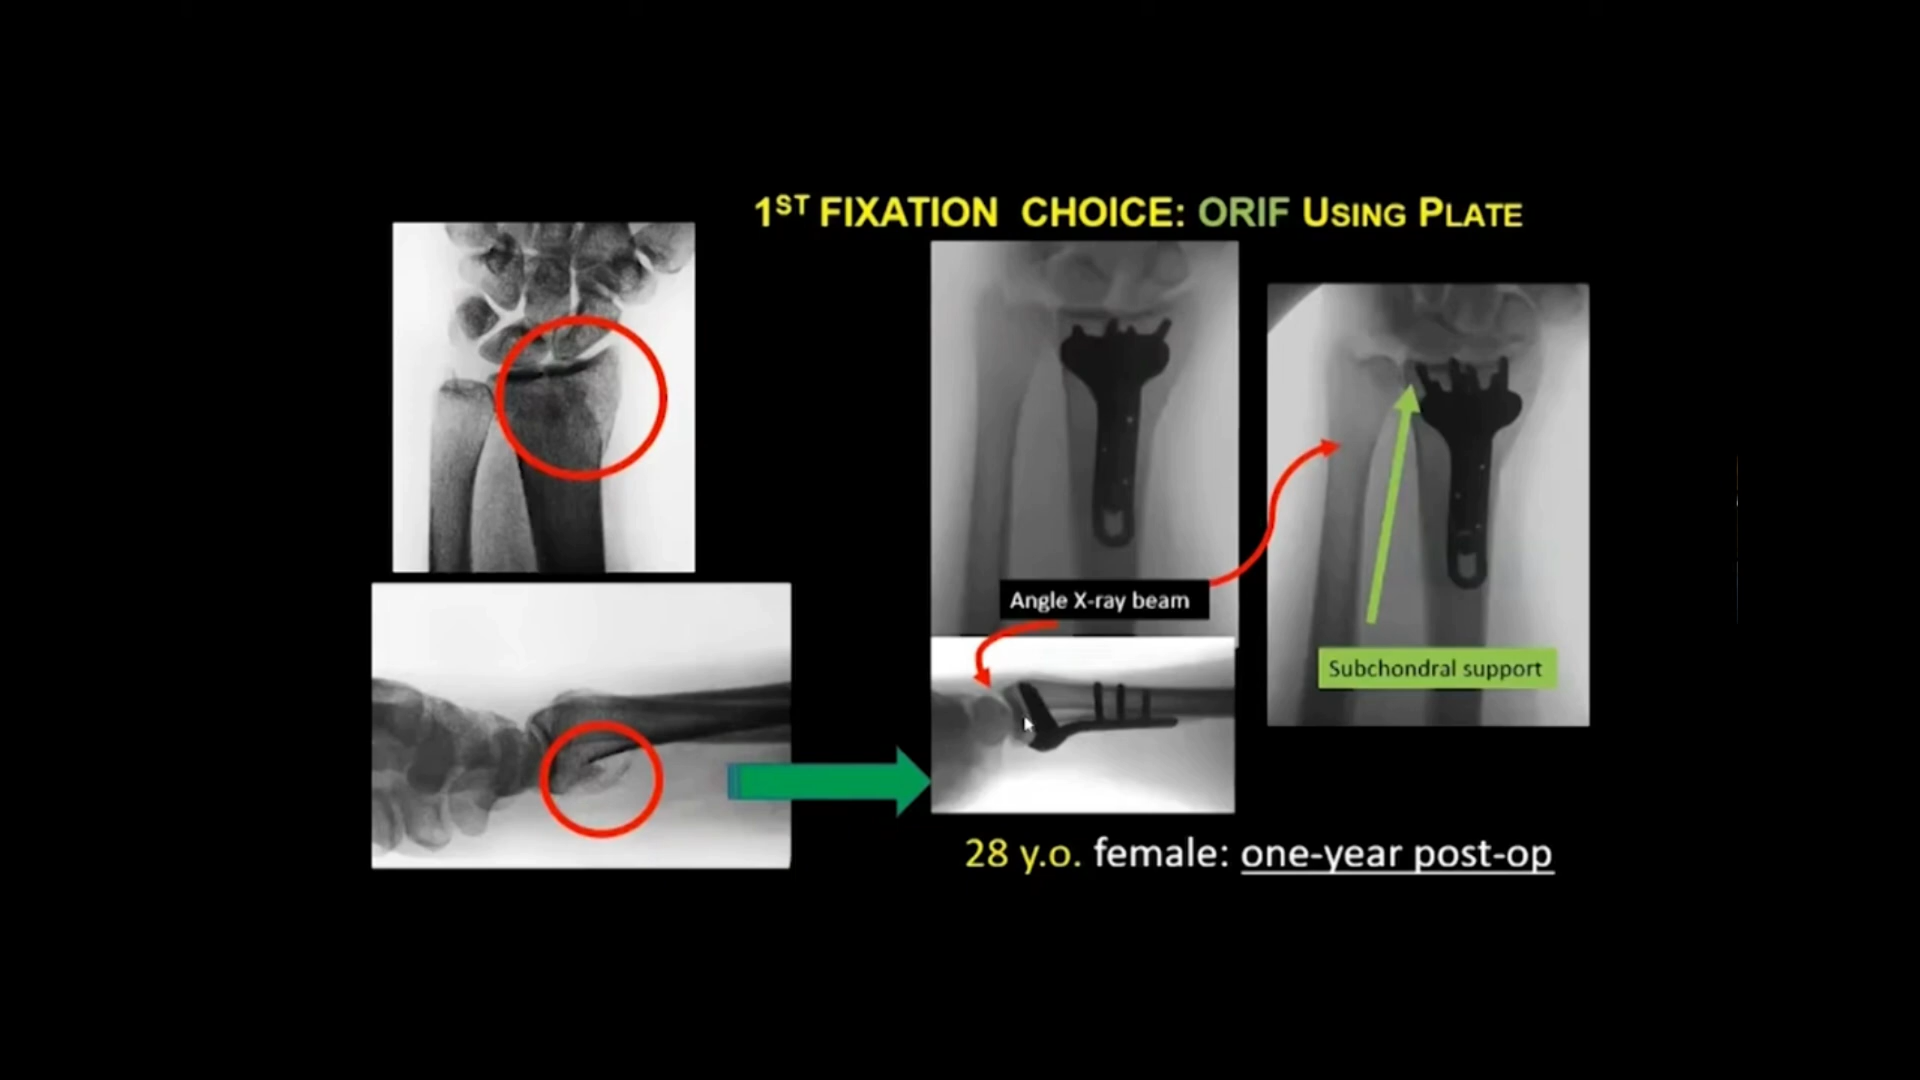 1ST FIXATION CHOICE: ORIF USING PLATE
Angle X-ray beam
Subchondral support
28 y.o. female: one-year post-op